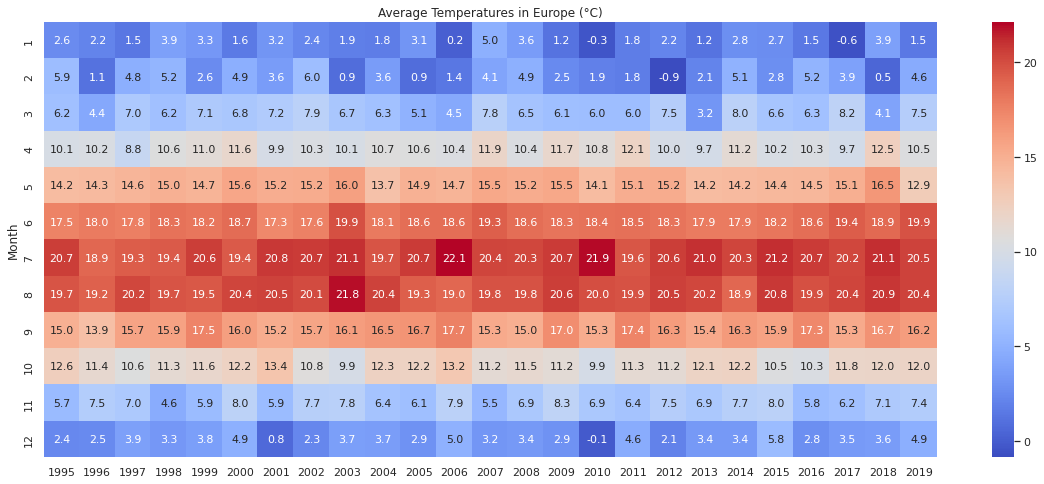 Average Temperatures in Europe (°C)
Month
1 2.6 2.2 1.5 3.9 3.3 1.6 3.2 2.4 1.9 1.8 3.1 0.2 5.0 3.6 1.2 -0.3 1.8 2.2 1.2 2.8 2.7 1.5 -0.6 3.9 1.5
2 5.9 1.1 4.8 5.2 2.6 4.9 3.6 6.0 0.9 3.6 0.9 1.4 4.1 4.9 2.5 1.9 1.8 -0.9 2.1 5.1 2.8 5.2 3.9 0.5 4.6
3 6.2 4.4 7.0 6.2 7.1 6.8 7.2 7.9 6.7 6.3 5.1 4.5 7.8 6.5 6.1 6.0 6.0 7.5 3.2 8.0 6.6 6.3 8.2 4.1 7.5
4 10.1 10.2 8.8 10.6 11.0 11.6 9.9 10.3 10.1 10.7 10.6 10.4 11.9 10.4 11.7 10.8 12.1 10.0 9.7 11.2 10.2 10.3 9.7 12.5 10.5
5 14.2 14.3 14.6 15.0 14.7 15.6 15.2 15.2 16.0 13.7 14.9 14.7 15.5 15.2 15.5 14.1 15.1 15.2 14.2 14.2 14.4 14.5 15.1 16.5 12.9
6 17.5 18.0 17.8 18.3 18.2 18.7 17.3 17.6 19.9 18.1 18.6 18.6 19.3 18.6 18.3 18.4 18.5 18.3 17.9 17.9 18.2 18.6 19.4 18.9 19.9
7 20.7 18.9 19.3 19.4 20.6 19.4 20.8 20.7 21.1 19.7 20.7 22.1 20.4 20.3 20.7 21.9 19.6 20.6 21.0 20.3 21.2 20.7 20.2 21.1 20.5
8 19.7 19.2 20.2 19.7 19.5 20.4 20.5 20.1 21.8 20.4 19.3 19.0 19.8 19.8 20.6 20.0 19.9 20.5 20.2 18.9 20.8 19.9 20.4 20.9 20.4
9 15.0 13.9 15.7 15.9 17.5 16.0 15.2 15.7 16.1 16.5 16.7 17.7 15.3 15.0 17.0 15.3 17.4 16.3 15.4 16.3 15.9 17.3 15.3 16.7 16.2
10 12.6 11.4 10.6 11.3 11.6 12.2 13.4 10.8 9.9 12.3 12.2 13.2 11.2 11.5 11.2 9.9 11.3 11.2 12.1 12.2 10.5 10.3 11.8 12.0 12.0
11 5.7 7.5 7.0 4.6 5.9 8.0 5.9 7.7 7.8 6.4 6.1 7.9 5.5 6.9 8.3 6.9 6.4 7.5 6.9 7.7 8.0 5.8 6.2 7.1 7.4
12 2.4 2.5 3.9 3.3 3.8 4.9 0.8 2.3 3.7 3.7 2.9 5.0 3.2 3.4 2.9 -0.1 4.6 2.1 3.4 3.4 5.8 2.8 3.5 3.6 4.9
1995 1996 1997 1998 1999 2000 2001 2002 2003 2004 2005 2006 2007 2008 2009 2010 2011 2012 2013 2014 2015 2016 2017 2018 2019
20
15
10
5
0